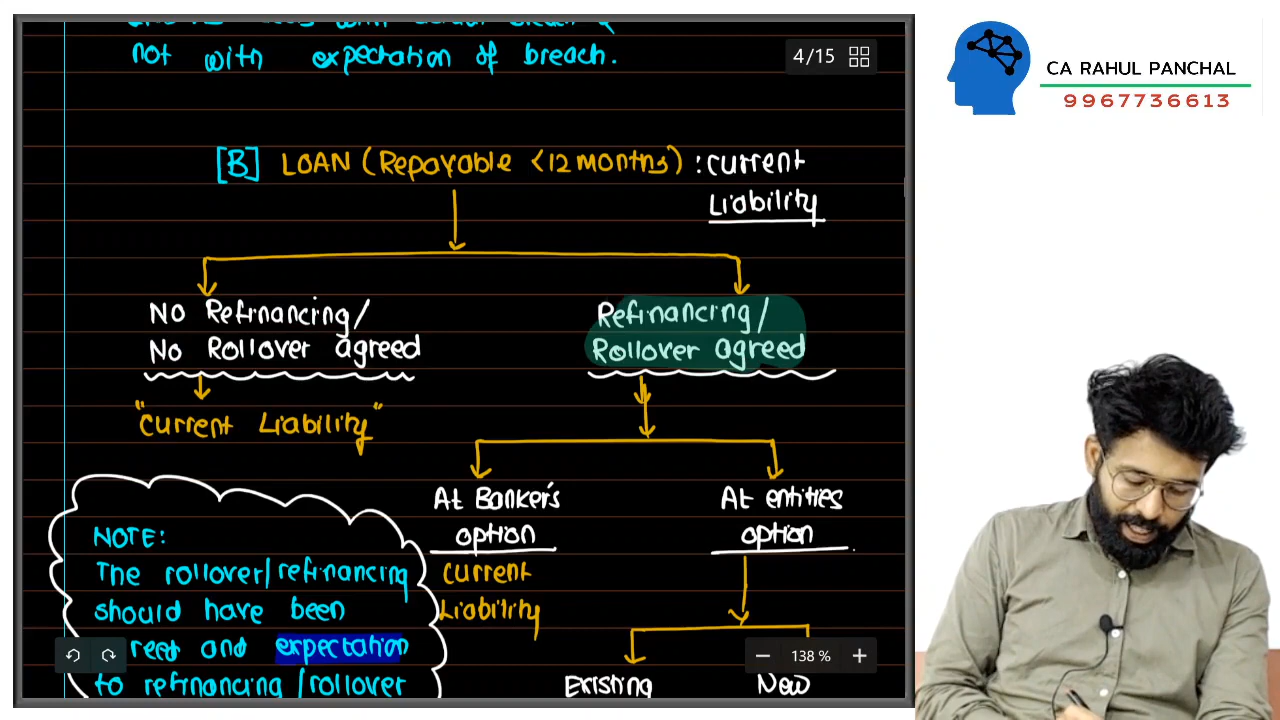 not with expectation of breach.
4/15
CA RAHUL PANCHAL
9967736613
[B] LOAN (Repayable <12 months) : current
Liability
No Refinancing/
No Rollover agreed
"current Liability"
Refinancing/
Rollover agreed
At Banker's
option
current
Liability
At entities
option
Existing
New
NOTE:
The rollover/refinancing
should have been
and expectation
to refinancing/rollover
138 %